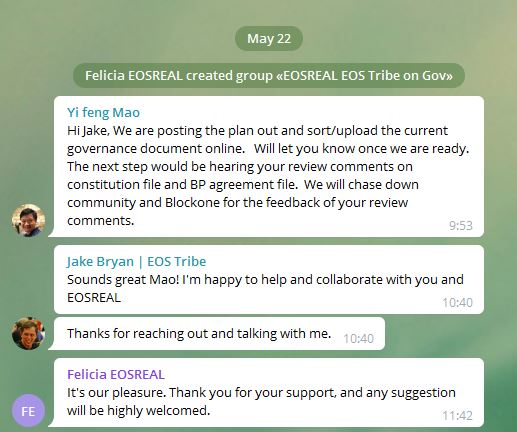 May 22
Felicia EOSREAL created group «EOSREAL EOS Tribe on Gov»
Yi feng Mao
Hi Jake, We are posting the plan out and sort/upload the current
governance document online.   Will let you know once we are ready.
The next step would be hearing your review comments on
constitution file and BP agreement file.  We will chase down
community and Blockone for the feedback of your review
comments.
9:53
Jake Bryan | EOS Tribe
Sounds great Mao! I'm happy to help and collaborate with you and
EOSREAL
10:40
Thanks for reaching out and talking with me. 10:40
Felicia EOSREAL
It's our pleasure. Thank you for your support, and any suggestion
will be highly welcomed.
11:42
FE